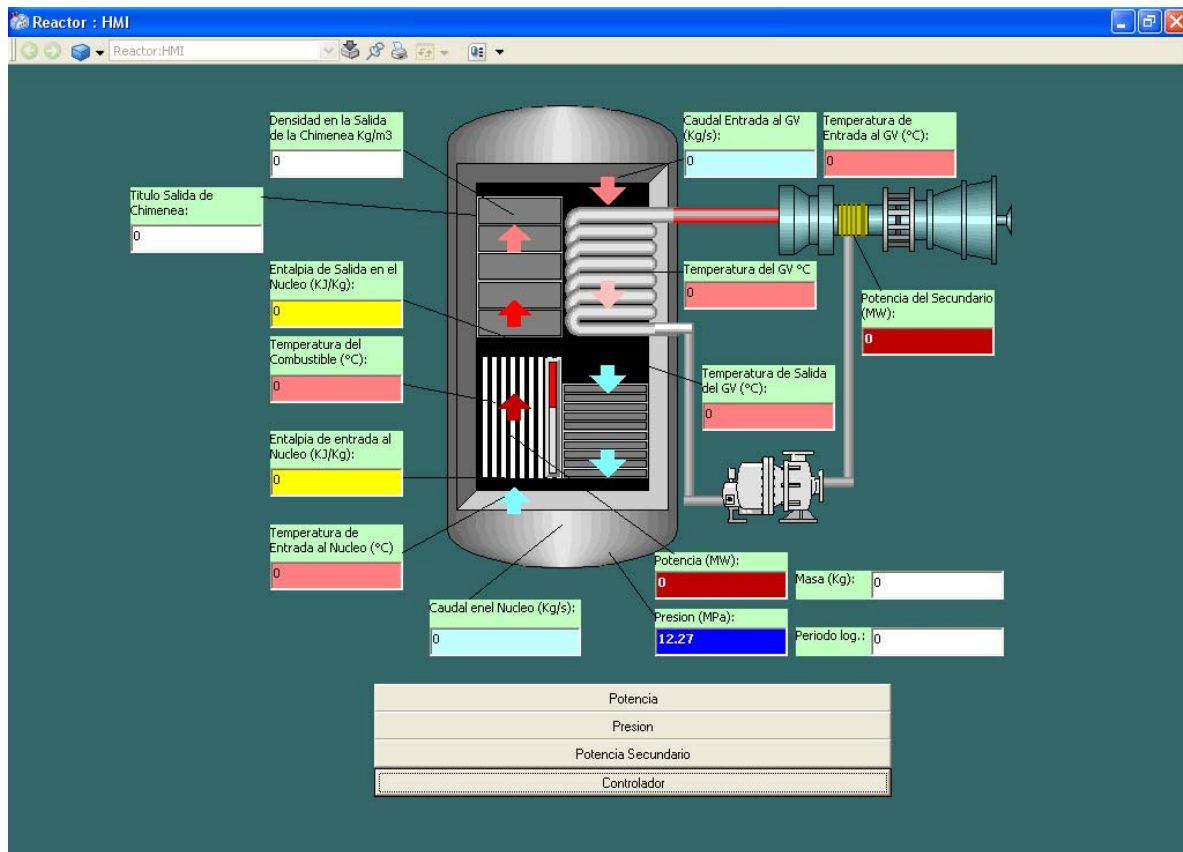 Reactor : HMI
Reactor:HMI
Densidad en la Salida
de la Chimenea Kg/m3
0
Caudal Entrada al GV
(Kg/s):
0
Temperatura de
Entrada al GV (°C):
0
Titulo Salida de
Chimenea:
0
Entalpia de Salida en el
Nucleo (KJ/Kg):
0
Temperatura del GV °C
0
Potencia del Secundario
(MW):
0
Temperatura del
Combustible (°C):
0
Temperatura de Salida
del GV (°C):
0
Entalpia de entrada al
Nucleo (KJ/Kg):
0
Temperatura de
Entrada al Nucleo (°C)
0
Potencia (MW):
0
Masa (Kg):
0
Caudal enel Nucleo (Kg/s):
0
Presion (MPa):
12.27
Periodo log.:
0
Potencia
Presion
Potencia Secundario
Controlador